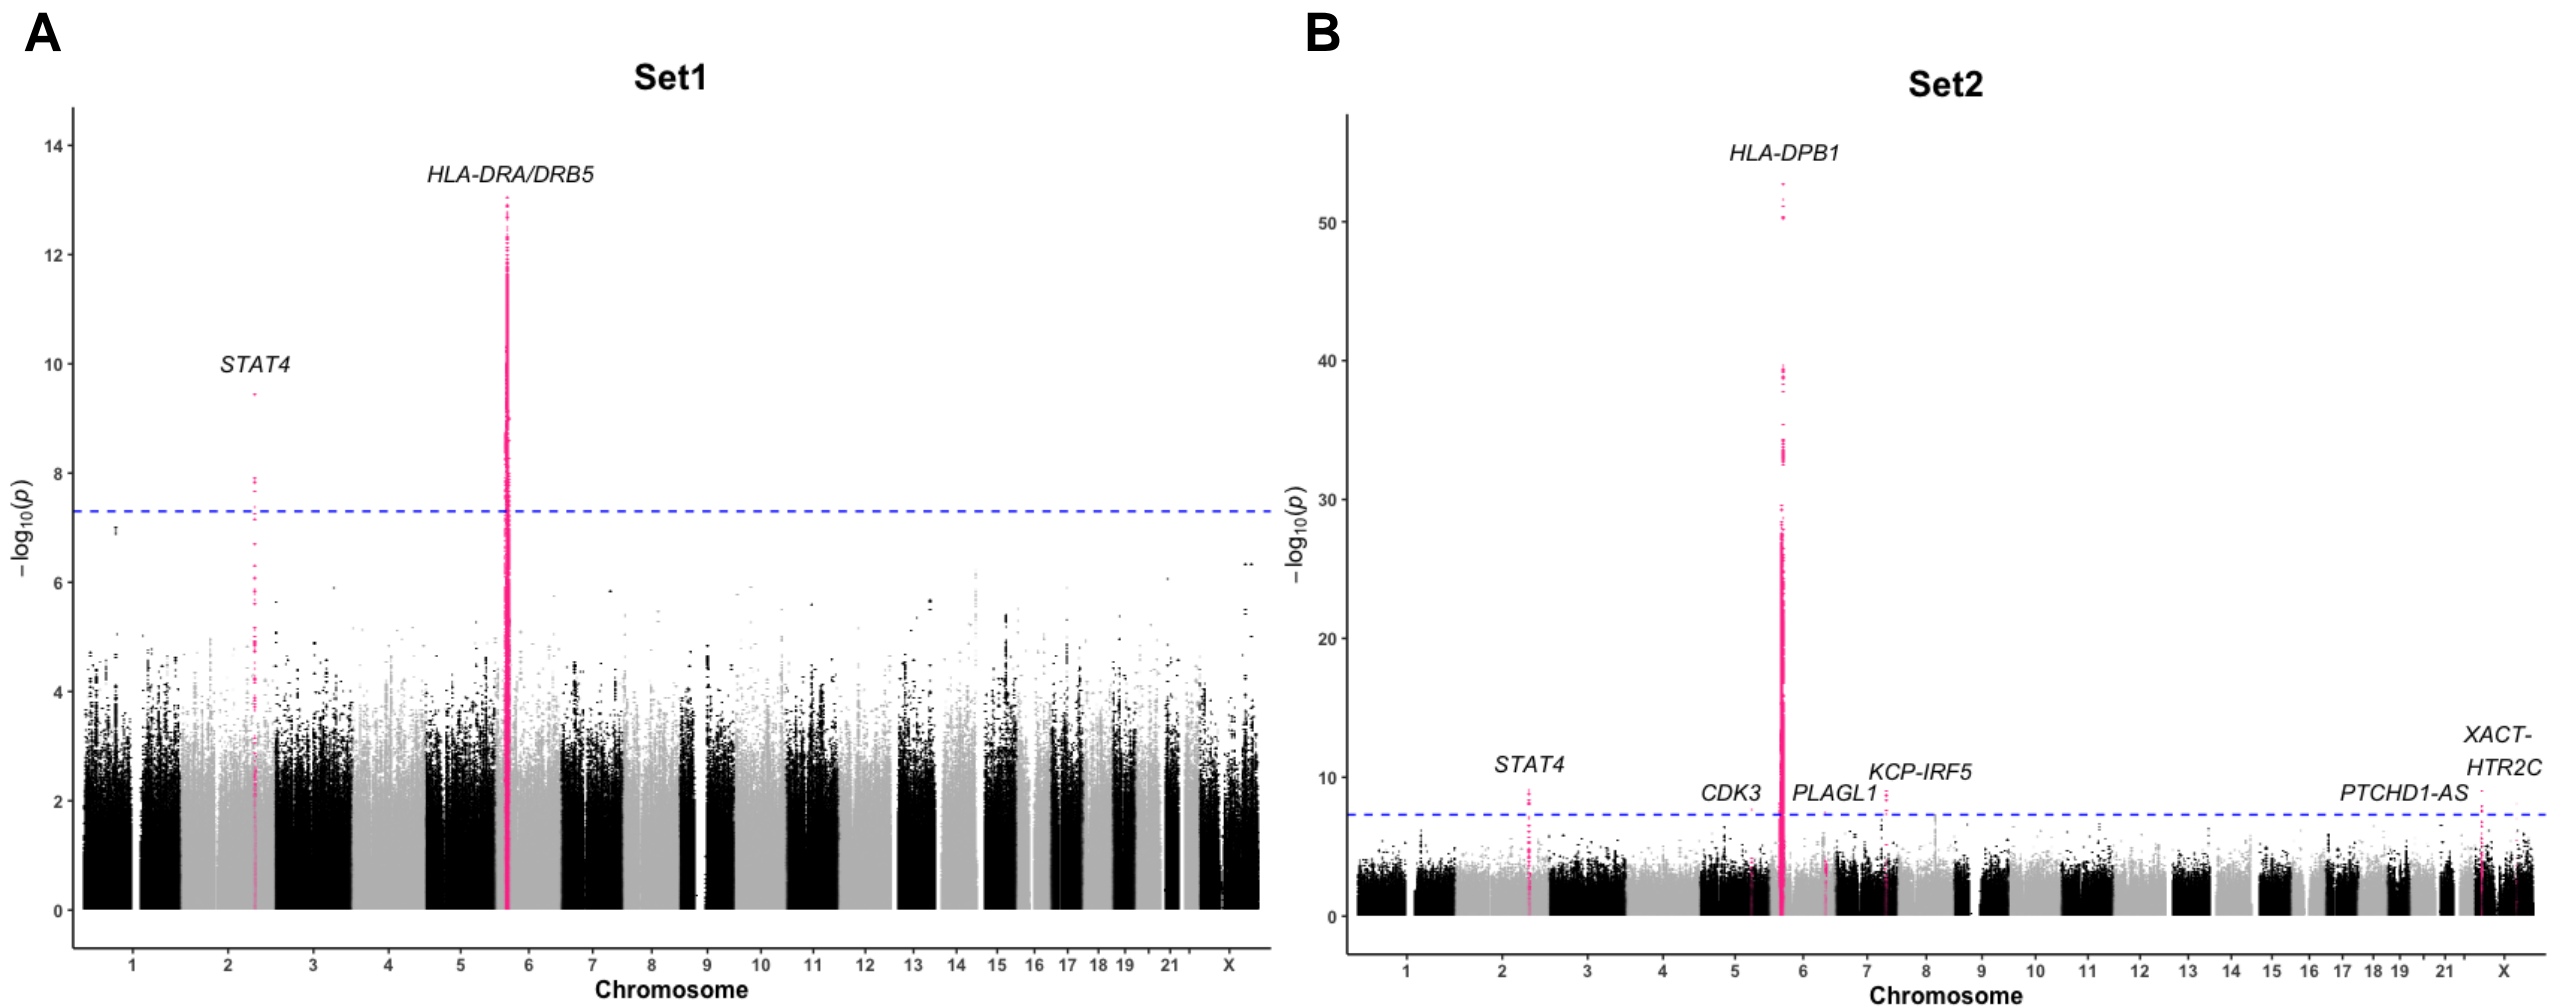 A
Set1
14
12
10
8
6
4
2
0
−log10(p)
HLA-DRA/DRB5
STAT4
1 2 3 4 5 6 7 8 9 10 11 12 13 14 15 16 17 18 19 21 X
Chromosome
B
Set2
50
40
30
20
10
0
−log10(p)
HLA-DPB1
STAT4
CDK3
PLAGL1
KCP-IRF5
PTCHD1-AS
XACT-
HTR2C
1 2 3 4 5 6 7 8 9 10 11 12 13 14 15 16 17 18 19 21 X
Chromosome